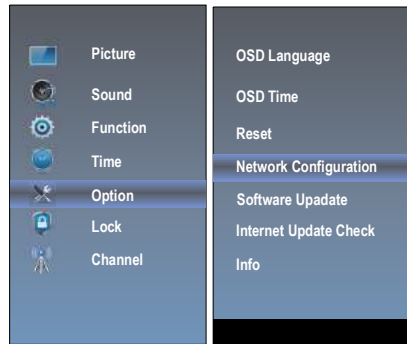 Picture
Sound
Function
Time
Option
Lock
Channel
OSD Language
OSD Time
Reset
Network Configuration
Software Upadate
Internet Update Check
Info